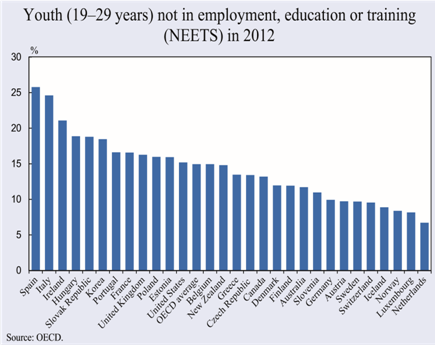 Youth (19–29 years) not in employment, education or training
(NEETS) in 2012
%
30
25
20
15
10
5
0
Spain
Italy
Ireland
Hungary
Slovak Republic
Korea
Portugal
France
United Kingdom
Poland
Estonia
United States
OECD average
Belgium
New Zealand
Greece
Czech Republic
Canada
Denmark
Finland
Australia
Slovenia
Germany
Austria
Sweden
Switzerland
Iceland
Norway
Luxembourg
Netherlands
Source: OECD.